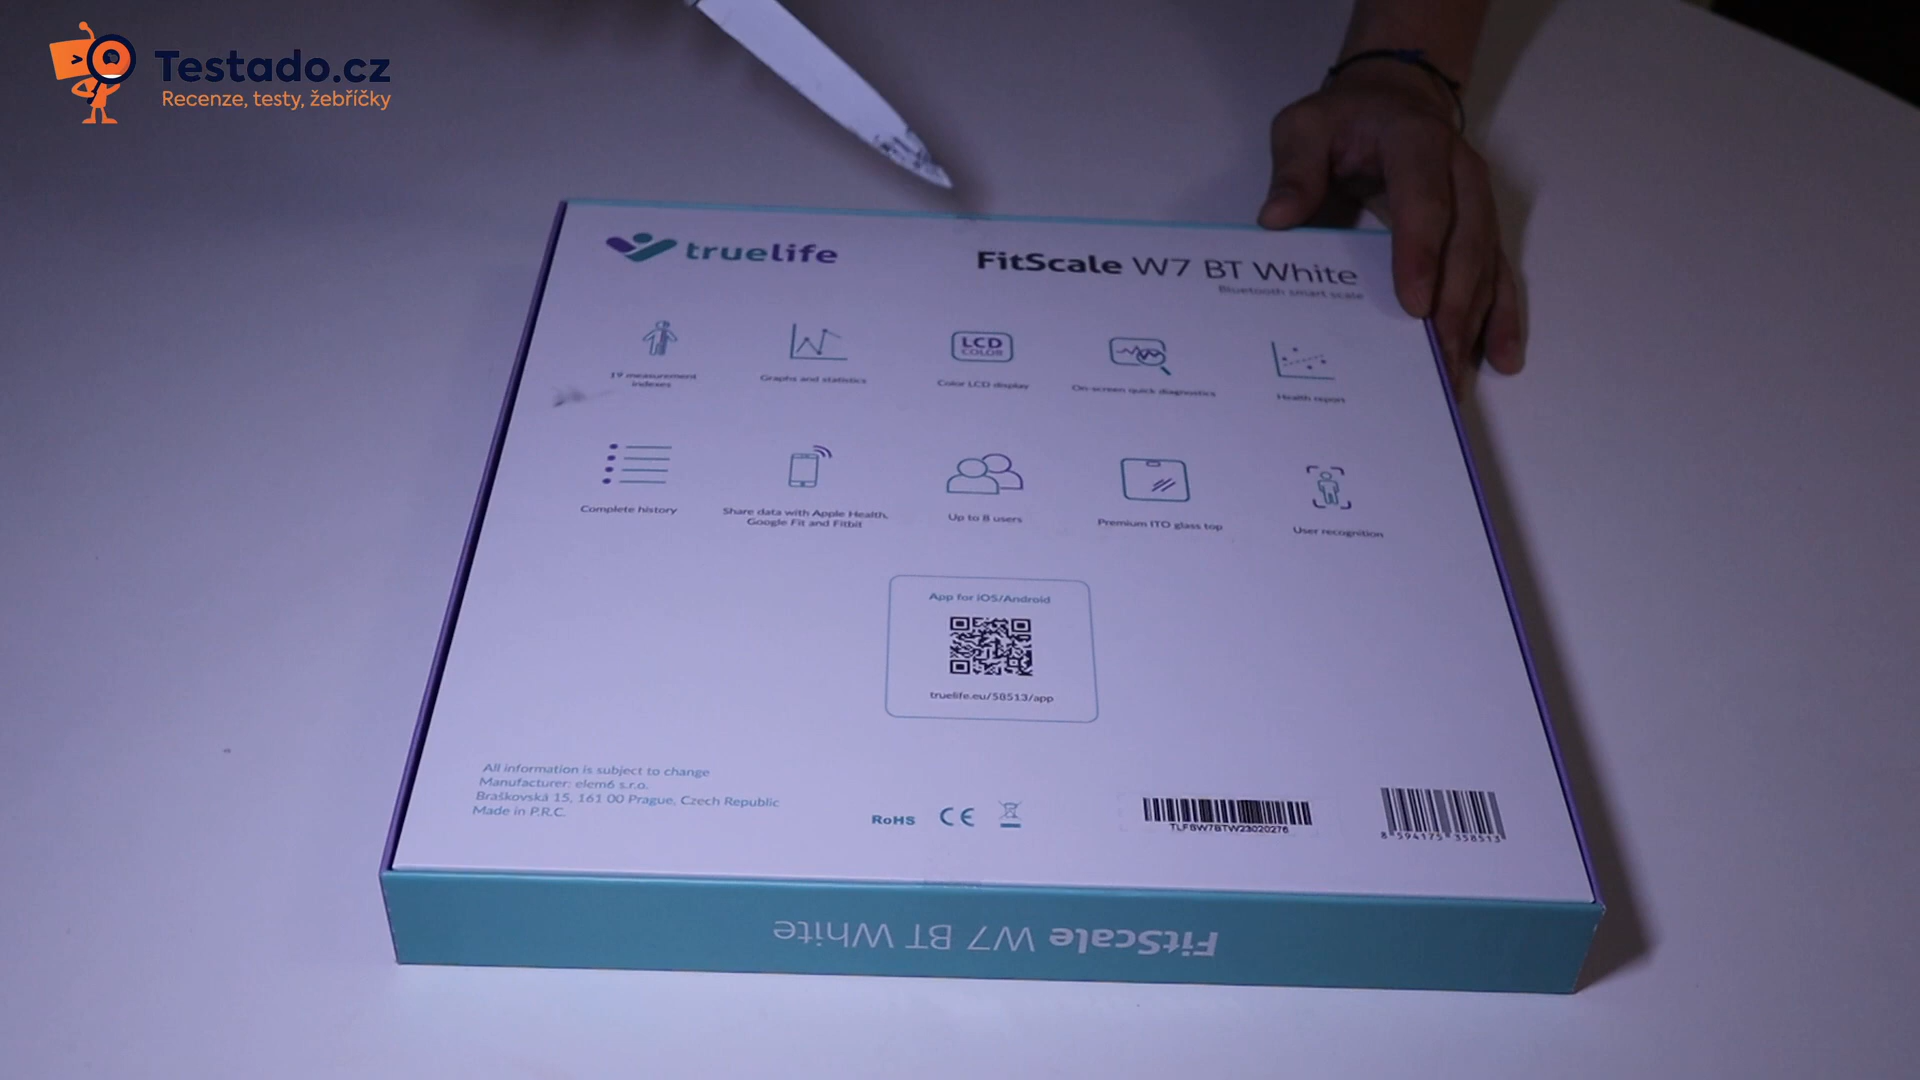 Testado.cz
Recenze, testy, žebříčky
truelife
FitScale W7 BT White
Bluetooth smart scale
19 measurement
indexes
Graphs and statistics
LCD
COLOR
Color LCD display
On-screen quick diagnostics
Health report
Complete history
Share data with Apple Health,
Google Fit and Fitbit
Up to 8 users
Premium ITO glass top
User recognition
App for iOS/Android
truelife.eu/58513/app
All information is subject to change
Manufacturer: elem6 s.r.o.
Braškovská 15, 161 00 Prague, Czech Republic
Made in P.R.C.
RoHS CE
TLFSW7BTW23020276
8 594175 358513
FitScale W7 BT White